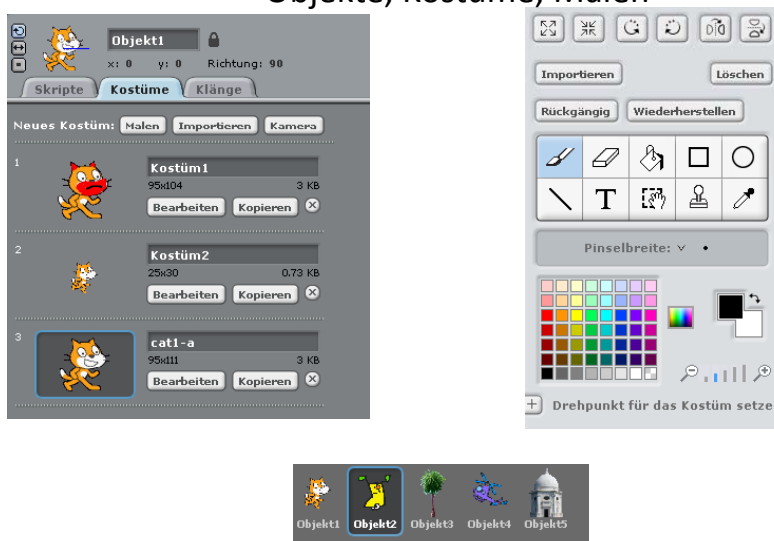 Objekte, Kostüme, Malen
Objekt1
x: 0 y: 0 Richtung: 90
Skripte Kostüme Klänge
Neues Kostüm: Malen Importieren Kamera
1
Kostüm1
95x104 3 KB
Bearbeiten Kopieren
2
Kostüm2
25x30 0.73 KB
Bearbeiten Kopieren
3
cat1-a
95x111 3 KB
Bearbeiten Kopieren
Importieren Löschen
Rückgängig Wiederherstellen
T
Pinselbreite:
Drehpunkt für das Kostüm setze
Objekt1 Objekt2 Objekt3 Objekt4 Objekt5